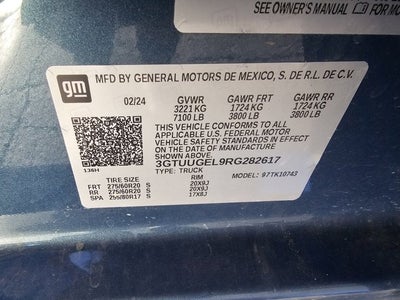 SEE OWNER'S MANUAL FOR MO
gm
MFD BY GENERAL MOTORS DE MEXICO, S. DE R.L. DE C.V.
02/24 GVWR GAWR FRT GAWR RR
3221 KG 1724 KG 1724 KG
7100 LB 3800 LB 3800 LB
THIS VEHICLE CONFORMS TO ALL
APPLICABLE U.S. FEDERAL MOTOR
VEHICLE SAFETY STANDARDS IN EFFECT
ON THE DATE OF MANUFACTURE SHOWN ABOVE.
3GTUUGEL9RG282617
TYPE: TRUCK MODEL: 97TK10743
TIRE SIZE RIM
FRT 275/60R20 S 20X9J
RR 275/60R20 S 20X9J
SPA 255/80R17 S 17X8J